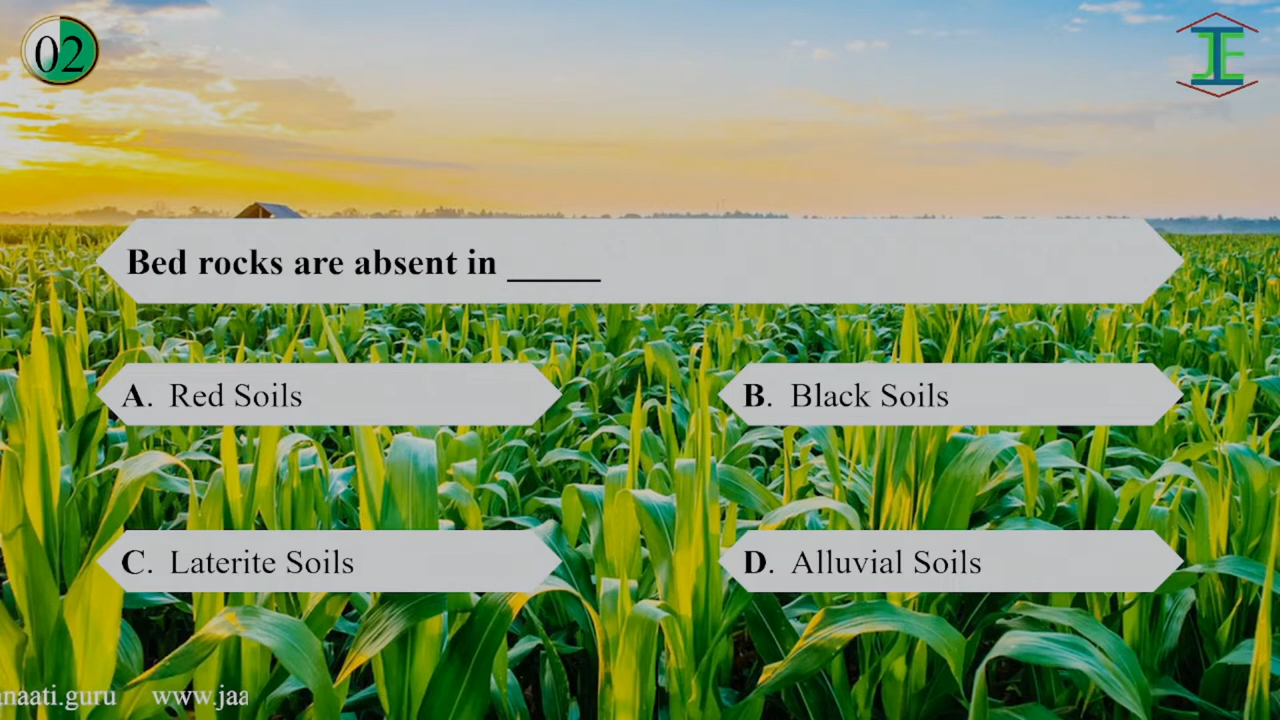 02
JE
Bed rocks are absent in _____
A. Red Soils
B. Black Soils
C. Laterite Soils
D. Alluvial Soils
naati.guru www.jaa